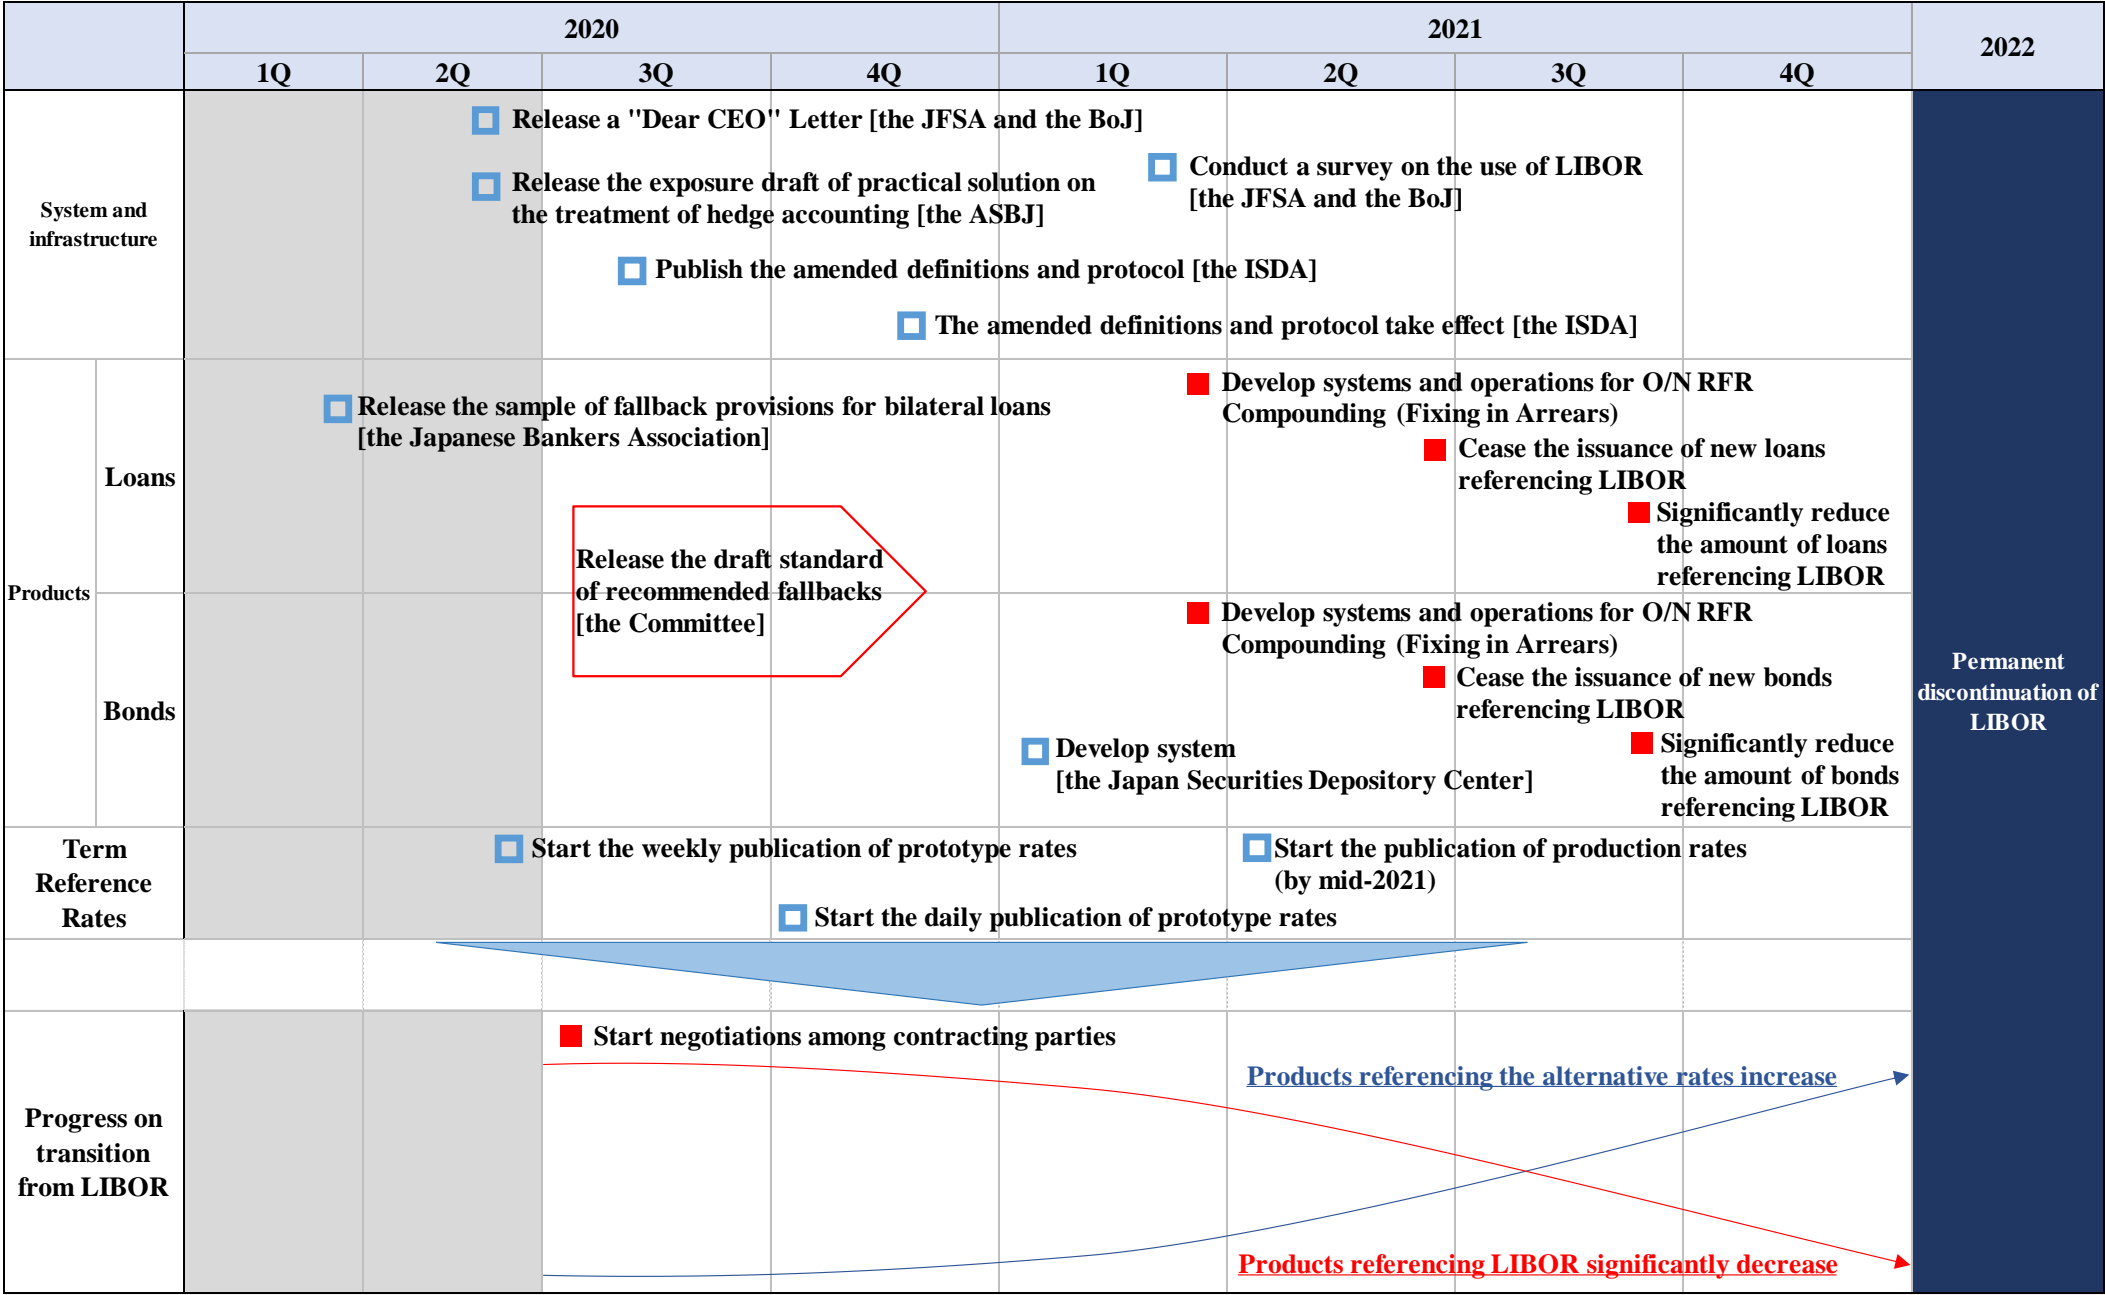 2020
2021
2022
1Q
2Q
3Q
4Q
1Q
2Q
3Q
4Q
System and
infrastructure
Release a "Dear CEO" Letter [the JFSA and the BoJ]
Release the exposure draft of practical solution on
the treatment of hedge accounting [the ASBJ]
Conduct a survey on the use of LIBOR
[the JFSA and the BoJ]
Publish the amended definitions and protocol [the ISDA]
The amended definitions and protocol take effect [the ISDA]
Products
Loans
Release the sample of fallback provisions for bilateral loans
[the Japanese Bankers Association]
Develop systems and operations for O/N RFR
Compounding (Fixing in Arrears)
Cease the issuance of new loans
referencing LIBOR
Significantly reduce
the amount of loans
referencing LIBOR
Release the draft standard
of recommended fallbacks
[the Committee]
Bonds
Develop systems and operations for O/N RFR
Compounding (Fixing in Arrears)
Cease the issuance of new bonds
referencing LIBOR
Significantly reduce
the amount of bonds
referencing LIBOR
Develop system
[the Japan Securities Depository Center]
Term
Reference
Rates
Start the weekly publication of prototype rates
Start the publication of production rates
(by mid-2021)
Start the daily publication of prototype rates
Progress on
transition
from LIBOR
Start negotiations among contracting parties
Products referencing the alternative rates increase
Products referencing LIBOR significantly decrease
Permanent
discontinuation of
LIBOR